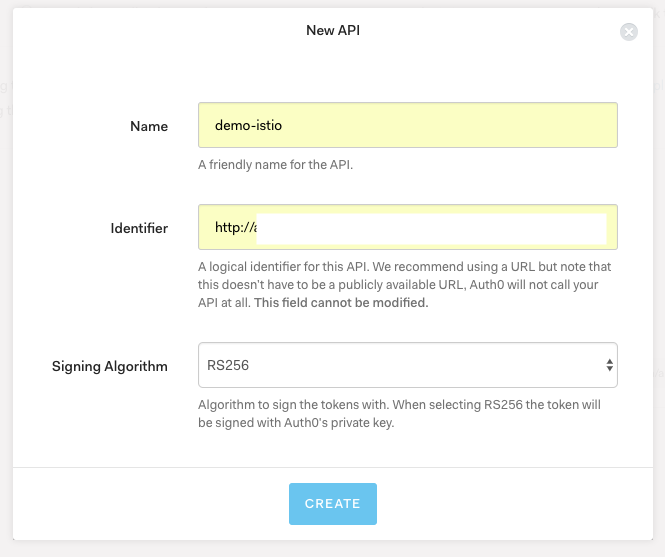 New API
Name
demo-istio
A friendly name for the API.
Identifier
http://
A logical identifier for this API. We recommend using a URL but note that
this doesn't have to be a publicly available URL, Auth0 will not call your
API at all. This field cannot be modified.
Signing Algorithm
RS256
Algorithm to sign the tokens with. When selecting RS256 the token will
be signed with Auth0's private key.
CREATE